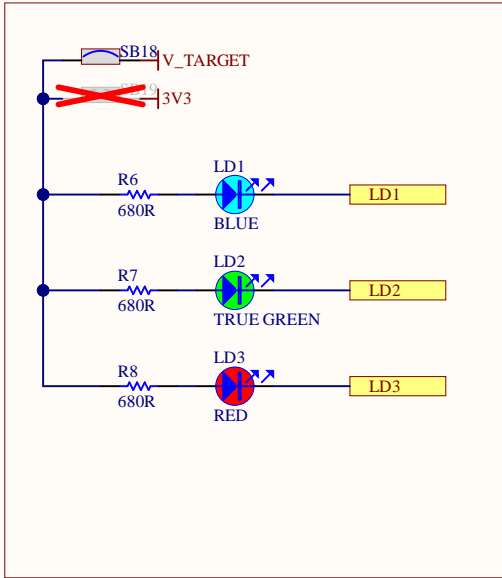 SB18
V_TARGET
SB19
3V3
R6
680R
LD1
BLUE
LD1
R7
680R
LD2
TRUE GREEN
LD2
R8
680R
LD3
RED
LD3